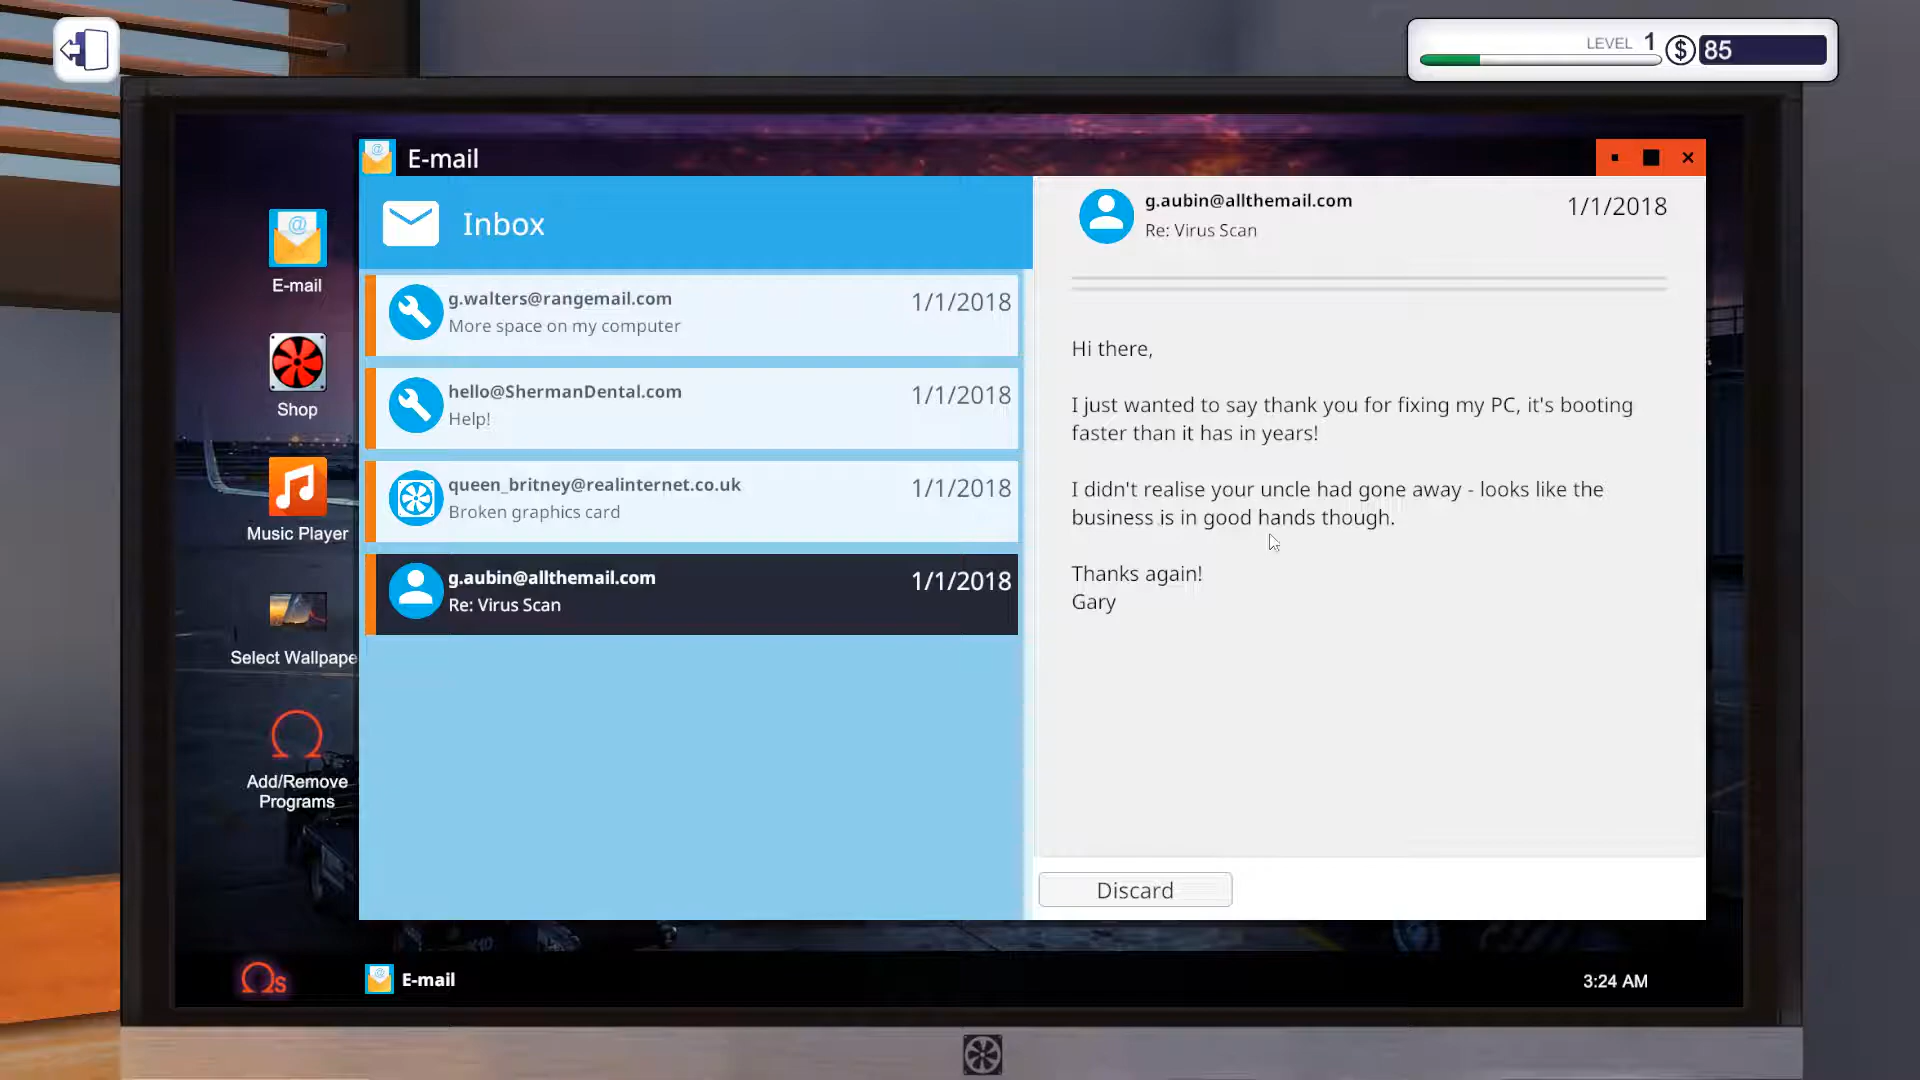 LEVEL 1
$ 85
E-mail
Inbox
g.walters@rangemail.com 1/1/2018
More space on my computer
hello@ShermanDental.com 1/1/2018
Help!
queen_britney@realinternet.co.uk 1/1/2018
Broken graphics card
g.aubin@allthemail.com 1/1/2018
Re: Virus Scan
g.aubin@allthemail.com 1/1/2018
Re: Virus Scan
Hi there,
I just wanted to say thank you for fixing my PC, it's booting
faster than it has in years!
I didn't realise your uncle had gone away - looks like the
business is in good hands though.
Thanks again!
Gary
Discard
E-mail
Shop
Music Player
Select Wallpape
Add/Remove
Programs
Ωs
E-mail
3:24 AM